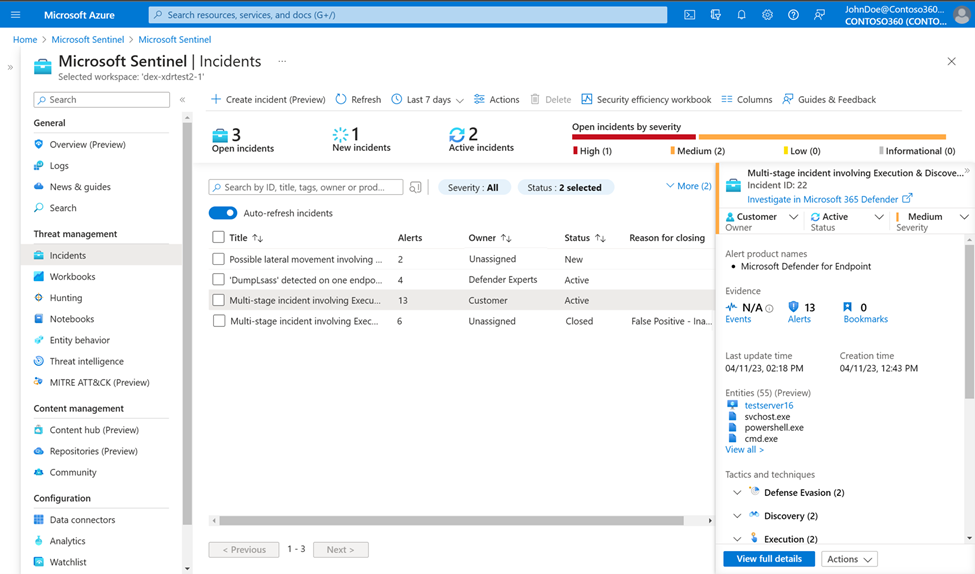 Microsoft Azure
Search resources, services, and docs (G+/)
JohnDoe@Contoso360...
CONTOSO360 (CONTO...
Home > Microsoft Sentinel > Microsoft Sentinel
Microsoft Sentinel | Incidents ...
Selected workspace: 'dex-xdrtest2-1'
Search
General
Overview (Preview)
Logs
News & guides
Search
Threat management
Incidents
Workbooks
Hunting
Notebooks
Entity behavior
Threat intelligence
MITRE ATT&CK (Preview)
Content management
Content hub (Preview)
Repositories (Preview)
Community
Configuration
Data connectors
Analytics
Watchlist
Create incident (Preview) Refresh Last 7 days Actions Delete Security efficiency workbook Columns Guides & Feedback
3 Open incidents
1 New incidents
2 Active incidents
Open incidents by severity
High (1) Medium (2) Low (0) Informational (0)
Search by ID, title, tags, owner or prod...
Severity : All
Status : 2 selected
More (2)
Auto-refresh incidents
Title Alerts Owner Status Reason for closing
Possible lateral movement involving ... 2 Unassigned New
'DumpLsass' detected on one endpo... 4 Defender Experts Active
Multi-stage incident involving Execu... 13 Customer Active
Multi-stage incident involving Exec... 6 Unassigned Closed False Positive - Ina...
< Previous 1 - 3 Next >
Multi-stage incident involving Execution & Discove...
Incident ID: 22
Investigate in Microsoft 365 Defender
Customer Active Medium
Owner Status Severity
Alert product names
• Microsoft Defender for Endpoint
Evidence
N/A 13 0
Events Alerts Bookmarks
Last update time Creation time
04/11/23, 02:18 PM 04/11/23, 12:43 PM
Entities (55) (Preview)
testserver16
svchost.exe
powershell.exe
cmd.exe
View all >
Tactics and techniques
Defense Evasion (2)
Discovery (2)
Execution (2)
View full details Actions